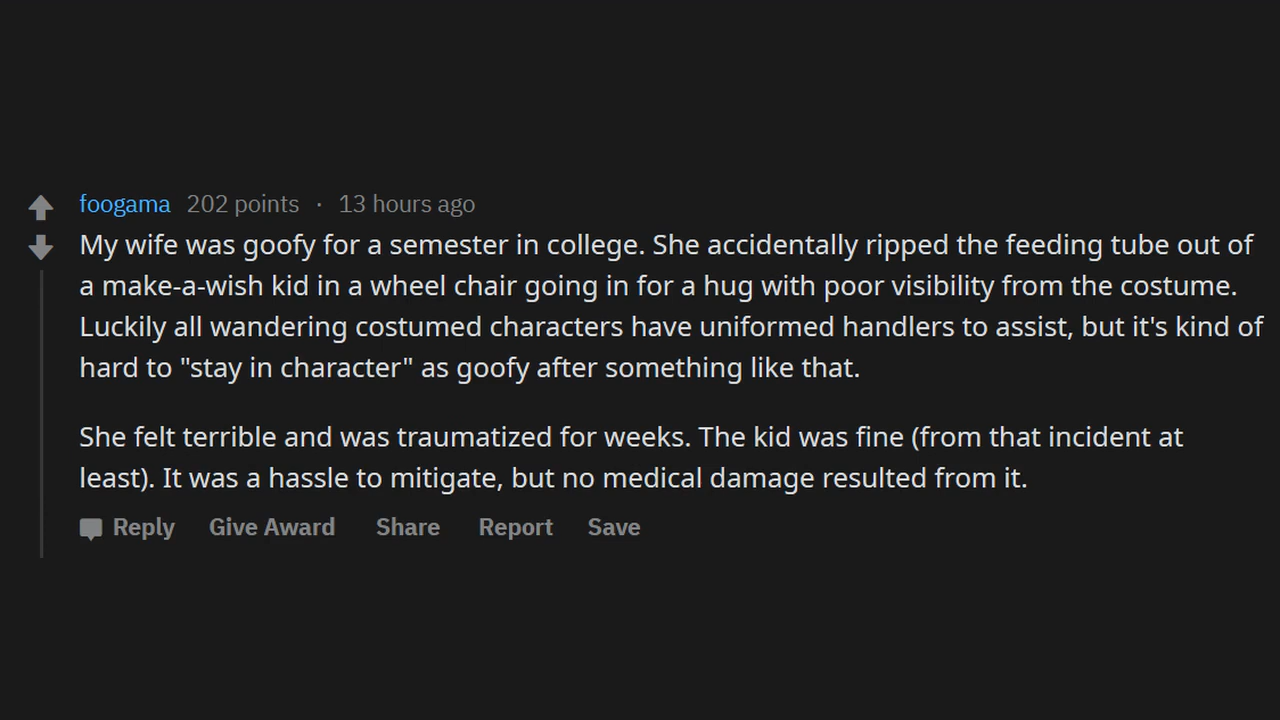 foogama 202 points · 13 hours ago
My wife was goofy for a semester in college. She accidentally ripped the feeding tube out of
a make-a-wish kid in a wheel chair going in for a hug with poor visibility from the costume.
Luckily all wandering costumed characters have uniformed handlers to assist, but it's kind of
hard to "stay in character" as goofy after something like that.
She felt terrible and was traumatized for weeks. The kid was fine (from that incident at
least). It was a hassle to mitigate, but no medical damage resulted from it.
Reply Give Award Share Report Save